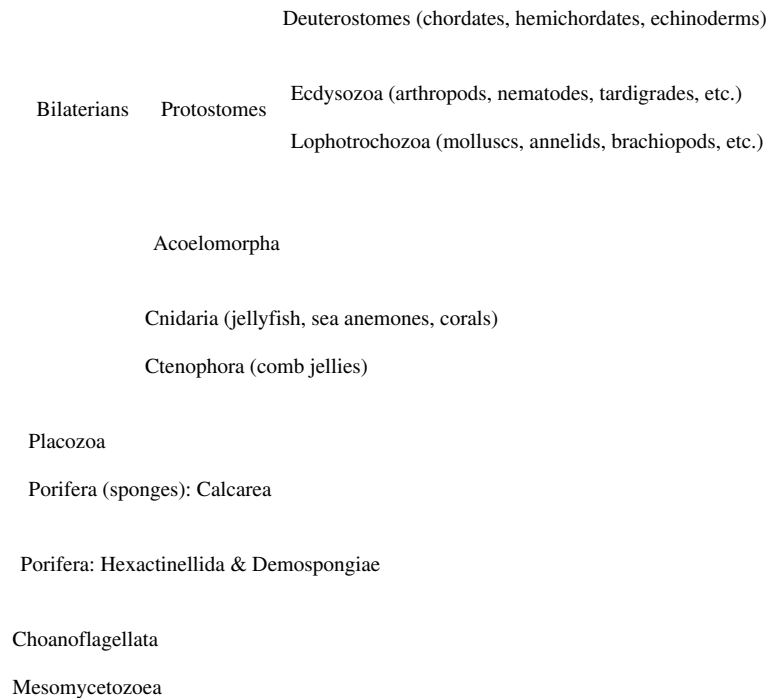 Deuterostomes (chordates, hemichordates, echinoderms)
Bilaterians
Protostomes
Ecdysozoa (arthropods, nematodes, tardigrades, etc.)
Lophotrochozoa (molluscs, annelids, brachiopods, etc.)
Acoelomorpha
Cnidaria (jellyfish, sea anemones, corals)
Ctenophora (comb jellies)
Placozoa
Porifera (sponges): Calcarea
Porifera: Hexactinellida & Demospongiae
Choanoflagellata
Mesomycetozoea